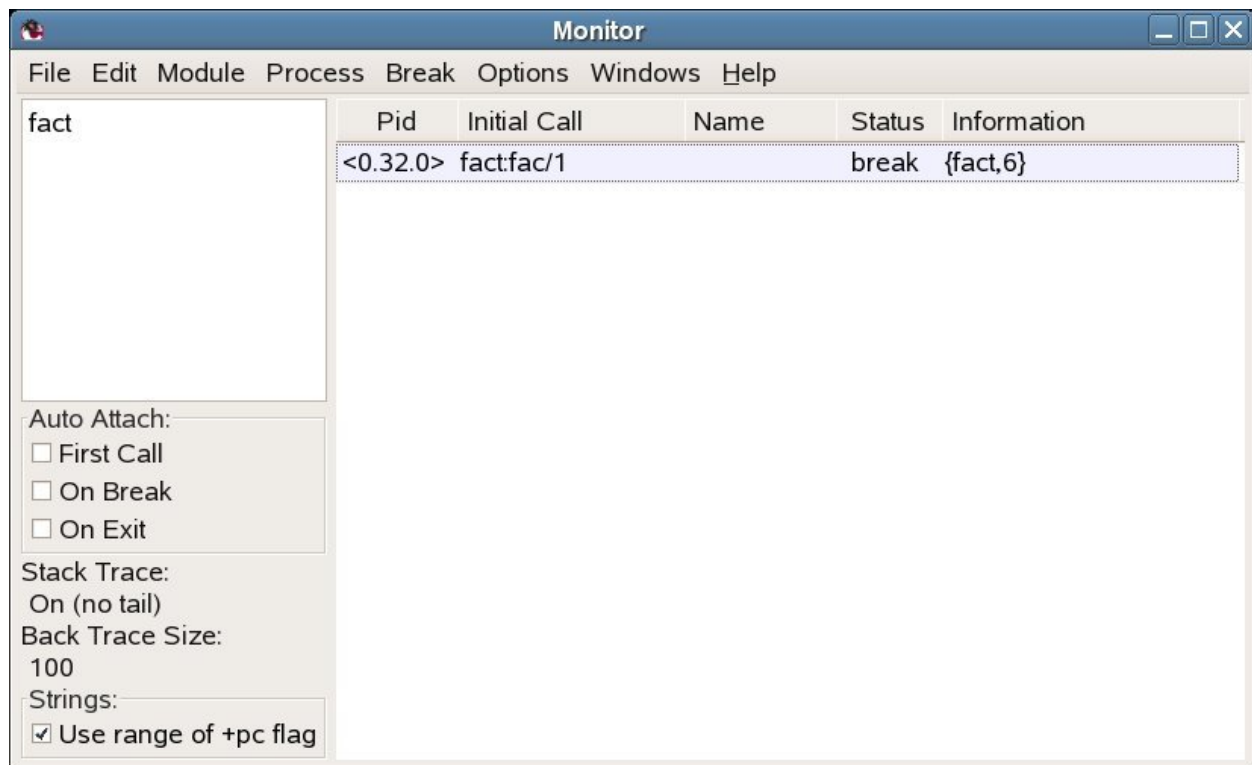 Monitor
File Edit Module Process Break Options Windows Help
fact
Pid Initial Call Name Status Information
<0.32.0> fact:fac/1 break {fact,6}
Auto Attach:
First Call
On Break
On Exit
Stack Trace:
On (no tail)
Back Trace Size:
100
Strings:
Use range of +pc flag